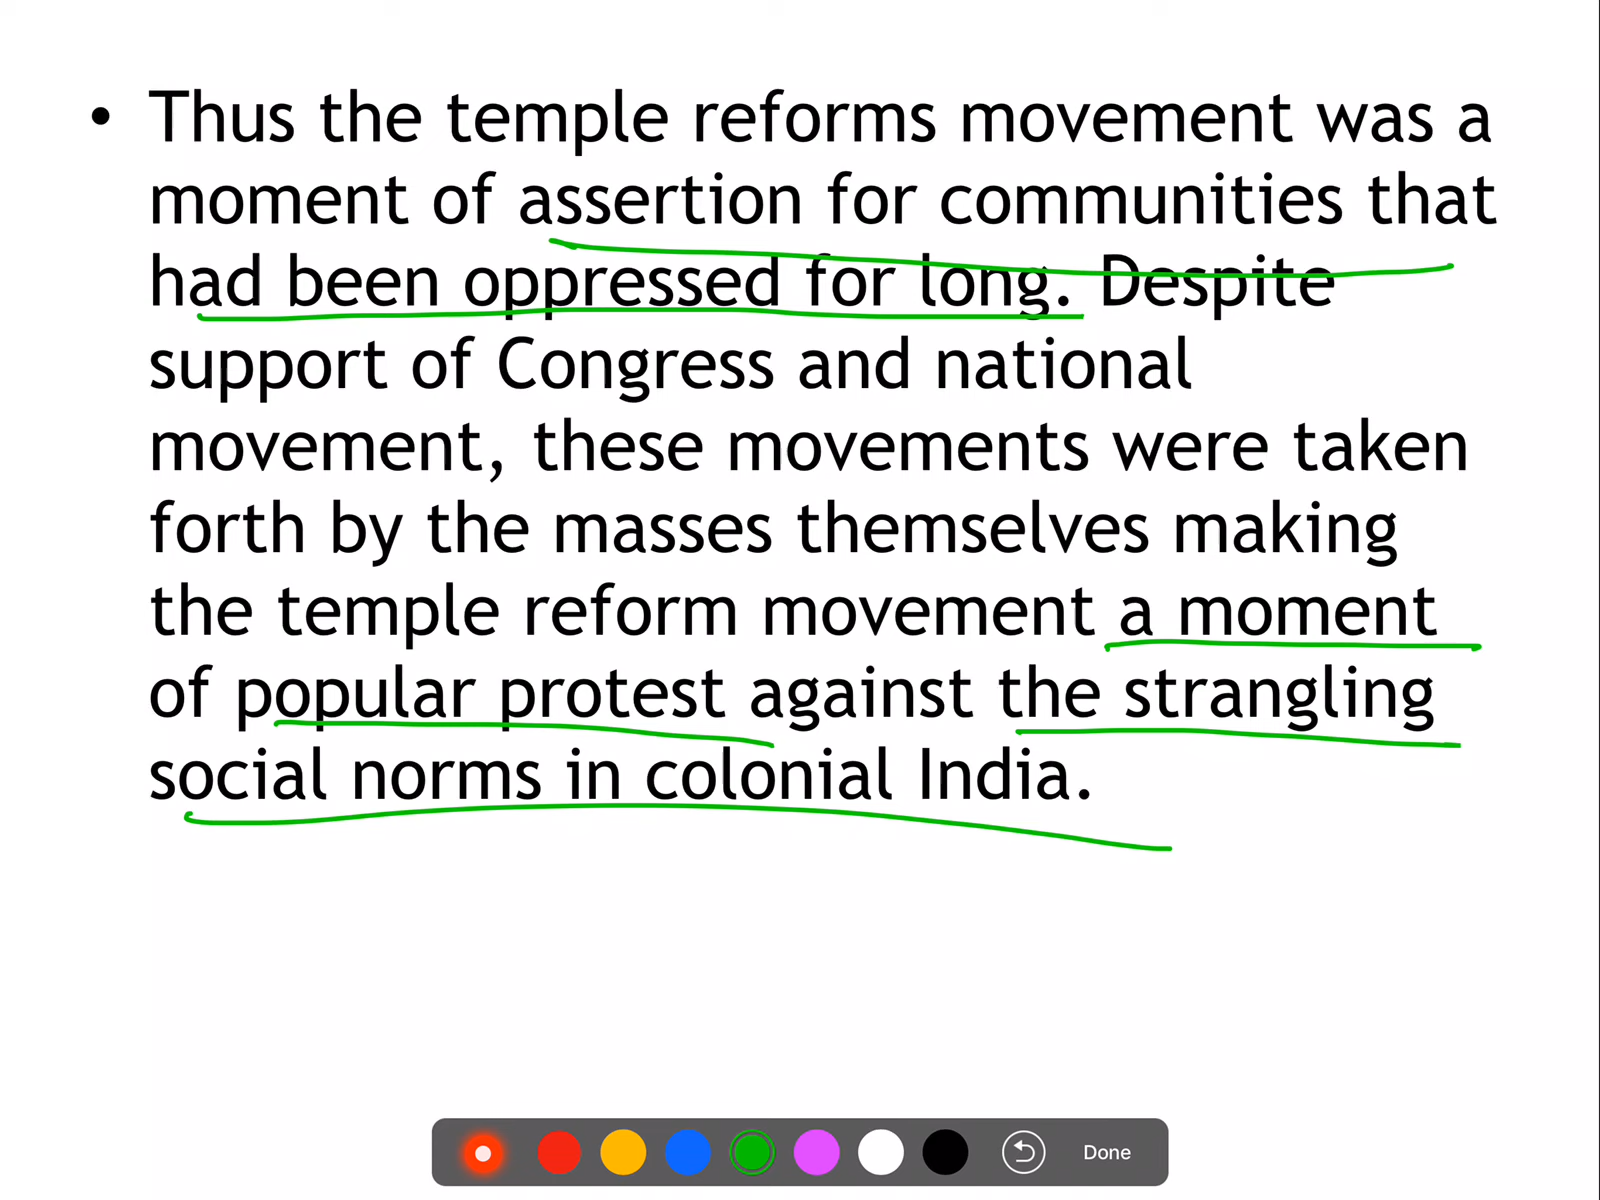 • Thus the temple reforms movement was a
moment of assertion for communities that
had been oppressed for long. Despite
support of Congress and national
movement, these movements were taken
forth by the masses themselves making
the temple reform movement a moment
of popular protest against the strangling
social norms in colonial India.
Done